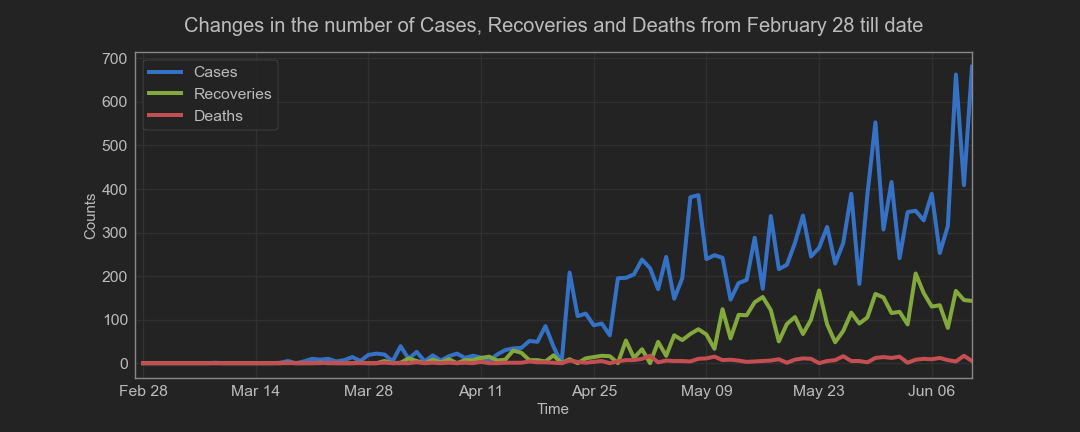 Changes in the number of Cases, Recoveries and Deaths from February 28 till date
700
600
500
400
300
200
100
0
Counts
Cases
Recoveries
Deaths
Feb 28 Mar 14 Mar 28 Apr 11 Apr 25 May 09 May 23 Jun 06
Time